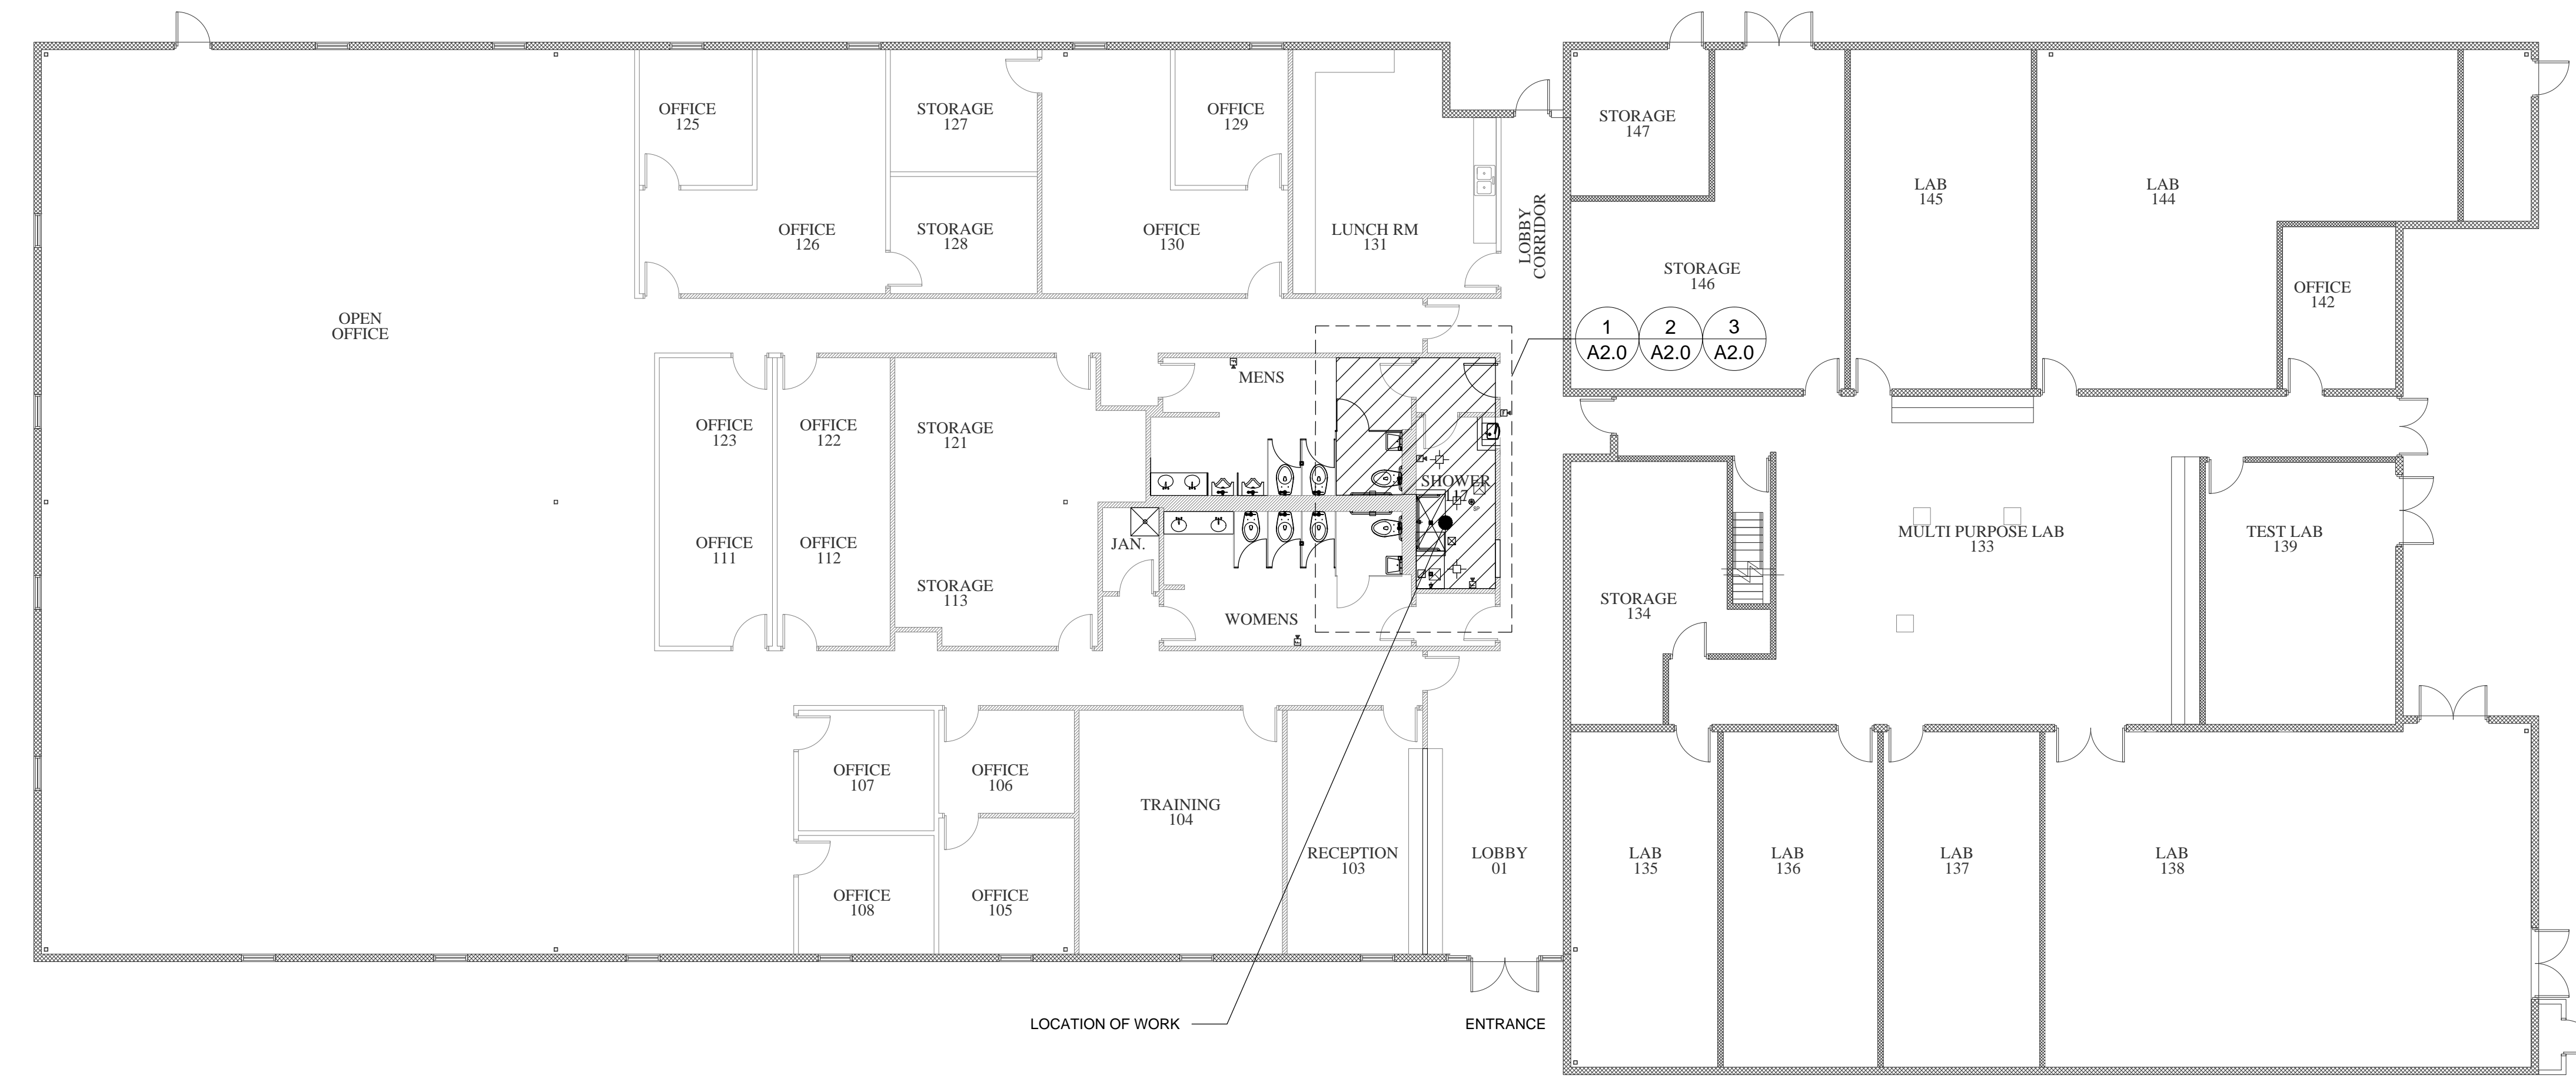 OFFICE
125
STORAGE
127
OFFICE
129
STORAGE
147
LAB
145
LAB
144
OFFICE
126
STORAGE
128
OFFICE
130
LUNCH RM
131
LOBBY
CORRIDOR
STORAGE
146
OFFICE
142
OPEN
OFFICE
1
A2.0
2
A2.0
3
A2.0
MENS
OFFICE
123
OFFICE
122
STORAGE
121
SHOWER
117
SP
OFFICE
111
OFFICE
112
JAN.
MULTI PURPOSE LAB
133
TEST LAB
139
STORAGE
113
WOMENS
STORAGE
134
OFFICE
107
OFFICE
106
TRAINING
104
RECEPTION
103
LOBBY
01
LAB
135
LAB
136
LAB
137
LAB
138
OFFICE
108
OFFICE
105
LOCATION OF WORK
ENTRANCE